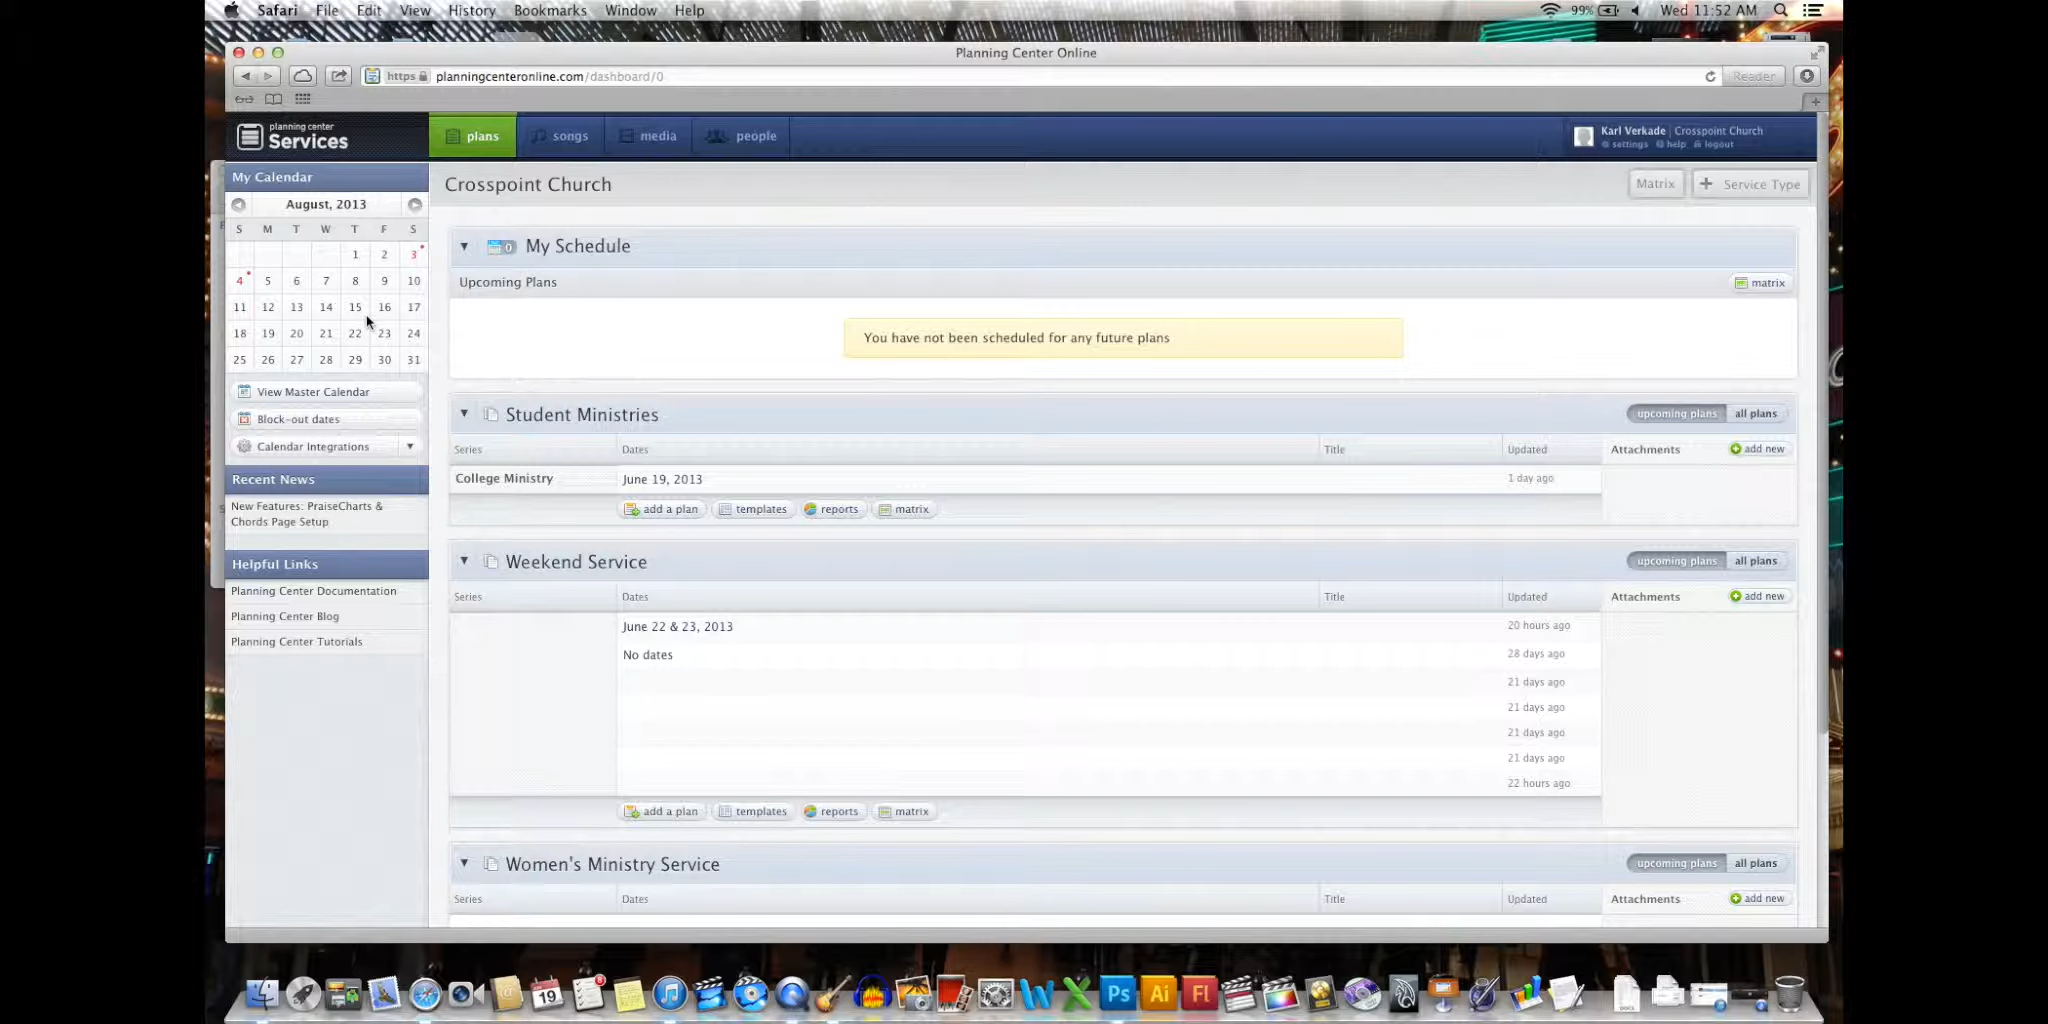 Safari File Edit View History Bookmarks Window Help
99% Wed 11:52 AM
Planning Center Online
https planningcenteronline.com/dashboard/0
Reader
planning center
Services
plans songs media people
Karl Verkade | Crosspoint Church
settings help logout
My Calendar
August, 2013
S M T W T F S
1 2 3
4 5 6 7 8 9 10
11 12 13 14 15 16 17
18 19 20 21 22 23 24
25 26 27 28 29 30 31
View Master Calendar
Block-out dates
Calendar Integrations
Recent News
New Features: PraiseCharts &
Chords Page Setup
Helpful Links
Planning Center Documentation
Planning Center Blog
Planning Center Tutorials
Crosspoint Church
Matrix + Service Type
0 My Schedule
Upcoming Plans matrix
You have not been scheduled for any future plans
Student Ministries upcoming plans all plans
Series Dates Title Updated Attachments add new
College Ministry June 19, 2013 1 day ago
add a plan templates reports matrix
Weekend Service upcoming plans all plans
Series Dates Title Updated Attachments add new
June 22 & 23, 2013 20 hours ago
No dates 28 days ago
21 days ago
21 days ago
21 days ago
21 days ago
22 hours ago
add a plan templates reports matrix
Women's Ministry Service upcoming plans all plans
Series Dates Title Updated Attachments add new
19 8 W X Ps Ai Fl